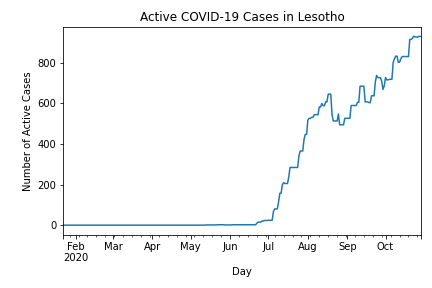 Active COVID-19 Cases in Lesotho
Number of Active Cases
800
600
400
200
0
Feb Mar Apr May Jun Jul Aug Sep Oct
2020
Day